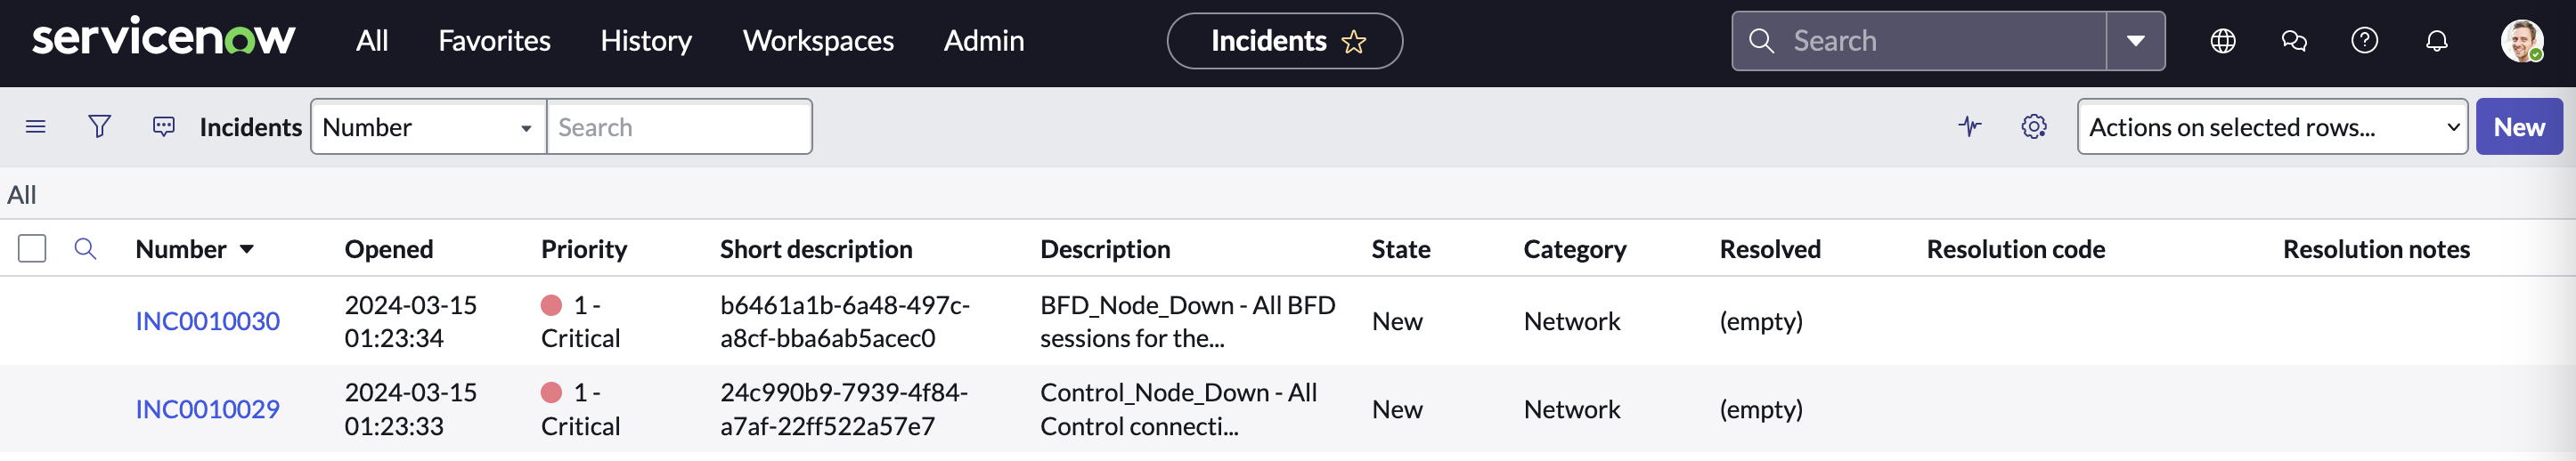 servicenow All Favorites History Workspaces Admin Incidents Search
Incidents Number Search Actions on selected rows... New
All
Number Opened Priority Short description Description State Category Resolved Resolution code Resolution notes
INC0010030 2024-03-15 1 - b6461a1b-6a48-497c- BFD_Node_Down - All BFD New Network (empty)
01:23:34 Critical a8cf-bba6ab5acec0 sessions for the...
INC0010029 2024-03-15 1 - 24c990b9-7939-4f84- Control_Node_Down - All New Network (empty)
01:23:33 Critical a7af-22ff522a57e7 Control connecti...